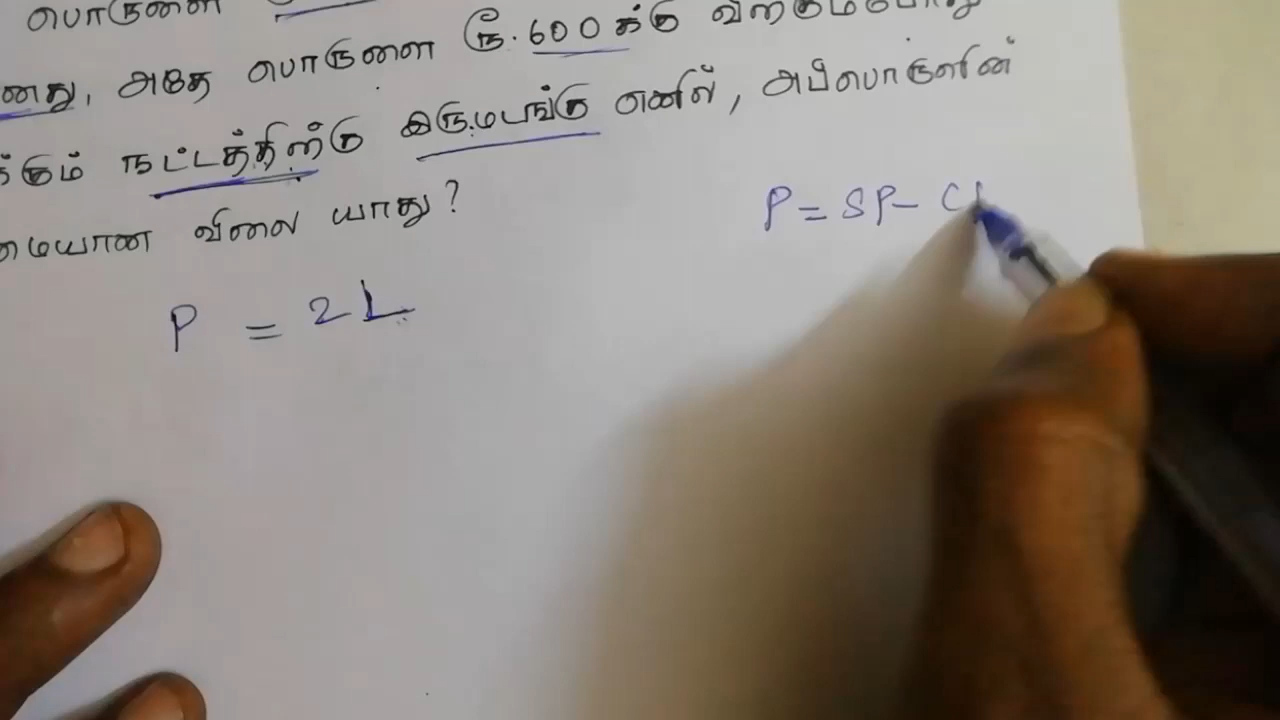 பொருளை
னது, அதே பொருளை ரூ.600க்கு விற்கும்போது
க்கும் நட்டத்திற்கு இருமடங்கு எனில், அப்பொருளின்
மையான விலை யாது?
P = SP - C
P = 2L